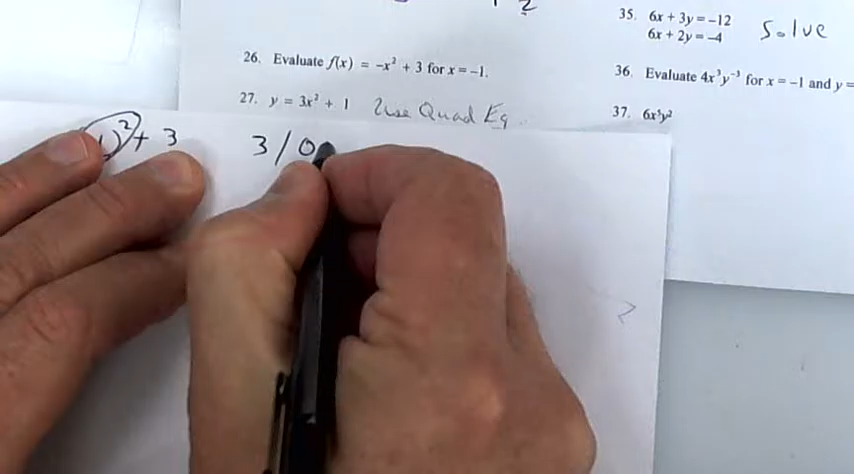 35. 6x + 3y = -12 Solve
6x + 2y = -4
26. Evaluate f(x) = -x² + 3 for x = -1.
36. Evaluate 4x³y⁻³ for x = -1 and y =
27. y = 3x² + 1 Use Quad Eq.
37. 6x⁵y²
)² + 3 3/0